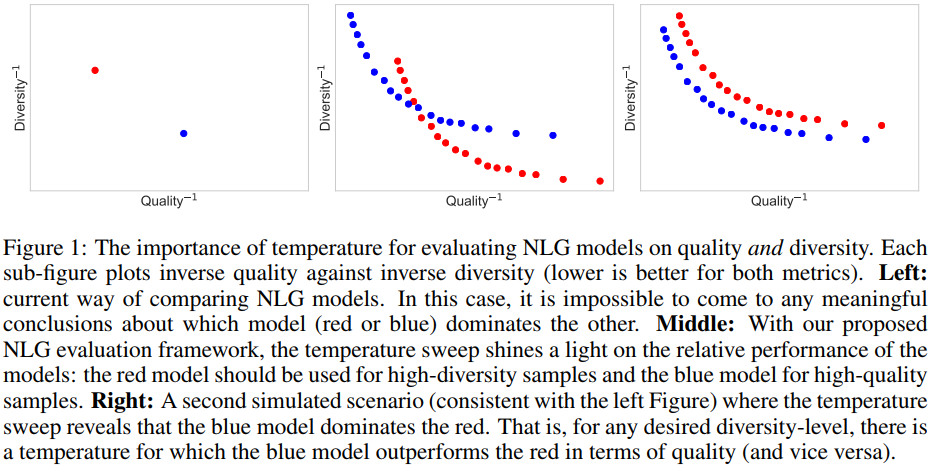 Diversity⁻¹
Quality⁻¹
Diversity⁻¹
Quality⁻¹
Diversity⁻¹
Quality⁻¹
Figure 1: The importance of temperature for evaluating NLG models on quality and diversity. Each
sub-figure plots inverse quality against inverse diversity (lower is better for both metrics). Left:
current way of comparing NLG models. In this case, it is impossible to come to any meaningful
conclusions about which model (red or blue) dominates the other. Middle: With our proposed
NLG evaluation framework, the temperature sweep shines a light on the relative performance of the
models: the red model should be used for high-diversity samples and the blue model for high-quality
samples. Right: A second simulated scenario (consistent with the left Figure) where the temperature
sweep reveals that the blue model dominates the red. That is, for any desired diversity-level, there is
a temperature for which the blue model outperforms the red in terms of quality (and vice versa).